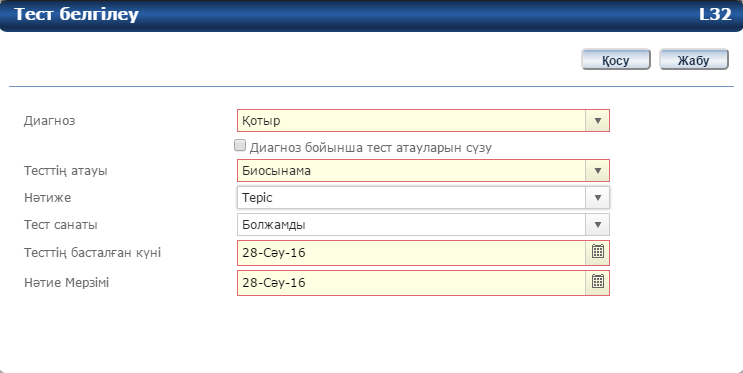 Тест белгілеу L32
Қосу Жабу
Диагноз Қотыр
Диагноз бойынша тест атауларын сүзу
Тесттің атауы Биосынама
Нәтиже Теріс
Тест санаты Болжамды
Тесттің басталған күні 28-Сәу-16
Нәтие Мерзімі 28-Сәу-16